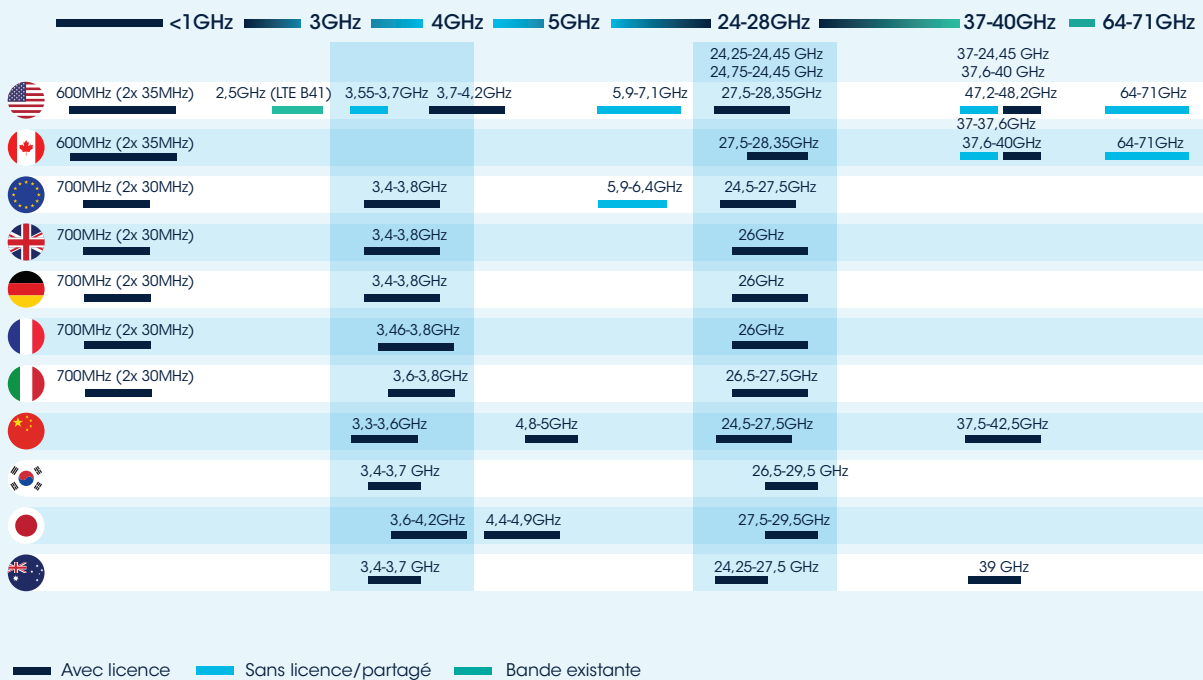 <1GHz 3GHz 4GHz 5GHz 24-28GHz 37-40GHz 64-71GHz
24,25-24,45 GHz 37-24,45 GHz
24,75-24,45 GHz 37,6-40 GHz
600MHz (2x 35MHz) 2,5GHz (LTE B41) 3,55-3,7GHz 3,7-4,2GHz 5,9-7,1GHz 27,5-28,35GHz 47,2-48,2GHz 64-71GHz
37-37,6GHz
600MHz (2x 35MHz) 27,5-28,35GHz 37,6-40GHz 64-71GHz
700MHz (2x 30MHz) 3,4-3,8GHz 5,9-6,4GHz 24,5-27,5GHz
700MHz (2x 30MHz) 3,4-3,8GHz 26GHz
700MHz (2x 30MHz) 3,4-3,8GHz 26GHz
700MHz (2x 30MHz) 3,46-3,8GHz 26GHz
700MHz (2x 30MHz) 3,6-3,8GHz 26,5-27,5GHz
3,3-3,6GHz 4,8-5GHz 24,5-27,5GHz 37,5-42,5GHz
3,4-3,7 GHz 26,5-29,5 GHz
3,6-4,2GHz 4,4-4,9GHz 27,5-29,5GHz
3,4-3,7 GHz 24,25-27,5 GHz 39 GHz
Avec licence Sans licence/partagé Bande existante